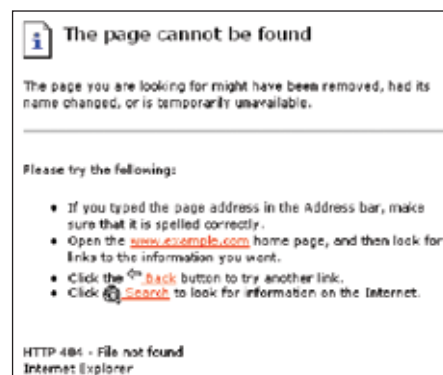 The page cannot be found
The page you are looking for might have been removed, had its
name changed, or is temporarily unavailable.
Please try the following:
If you typed the page address in the Address bar, make
sure that it is spelled correctly.
Open the www.example.com home page, and then look for
links to the information you want.
Click the Back button to try another link.
Click Search to look for information on the Internet.
HTTP 404 - File not found
Internet Explorer